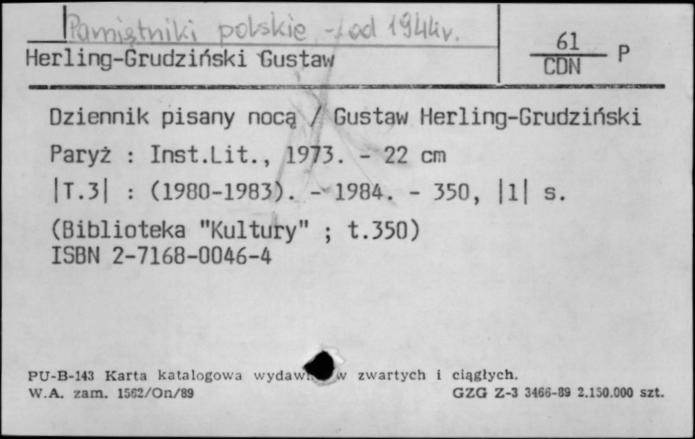 Pamiętniki polskie - od 1944r.
Herling-Grudziński Gustaw
61
CDN P
Dziennik pisany nocą / Gustaw Herling-Grudziński
Paryż : Inst.Lit., 1973. - 22 cm
|T.3| : (1980-1983). - 1984. - 350, |1| s.
(Biblioteka "Kultury" ; t.350)
ISBN 2-7168-0046-4
PU-B-143 Karta katalogowa wydawn w zwartych i ciągłych.
W.A. zam. 1562/On/89 GZG Z-3 3466-89 2.150.000 szt.